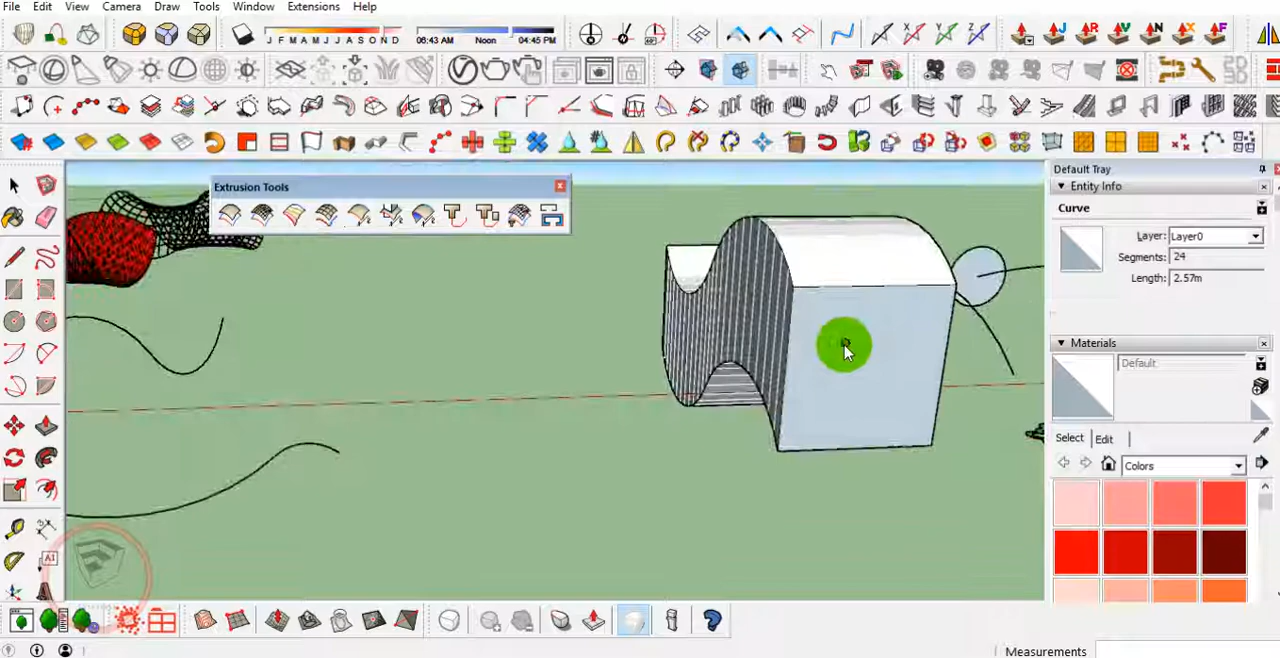 File Edit View Camera Draw Tools Window Extensions Help
J F M A M J J A S O N D
08:43 AM Noon 04:45 PM
Default Tray
Extrusion Tools
Entity Info
Curve
Layer: Layer0
Segments: 24
Length: 2.57m
Materials
Default
Select Edit
Colors
Measurements